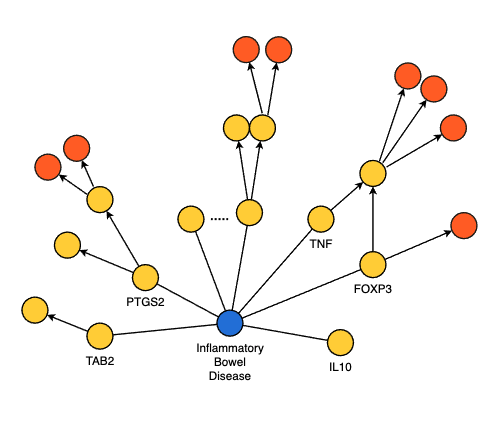 TNF
FOXP3
PTGS2
TAB2
Inflammatory
Bowel
Disease
IL10